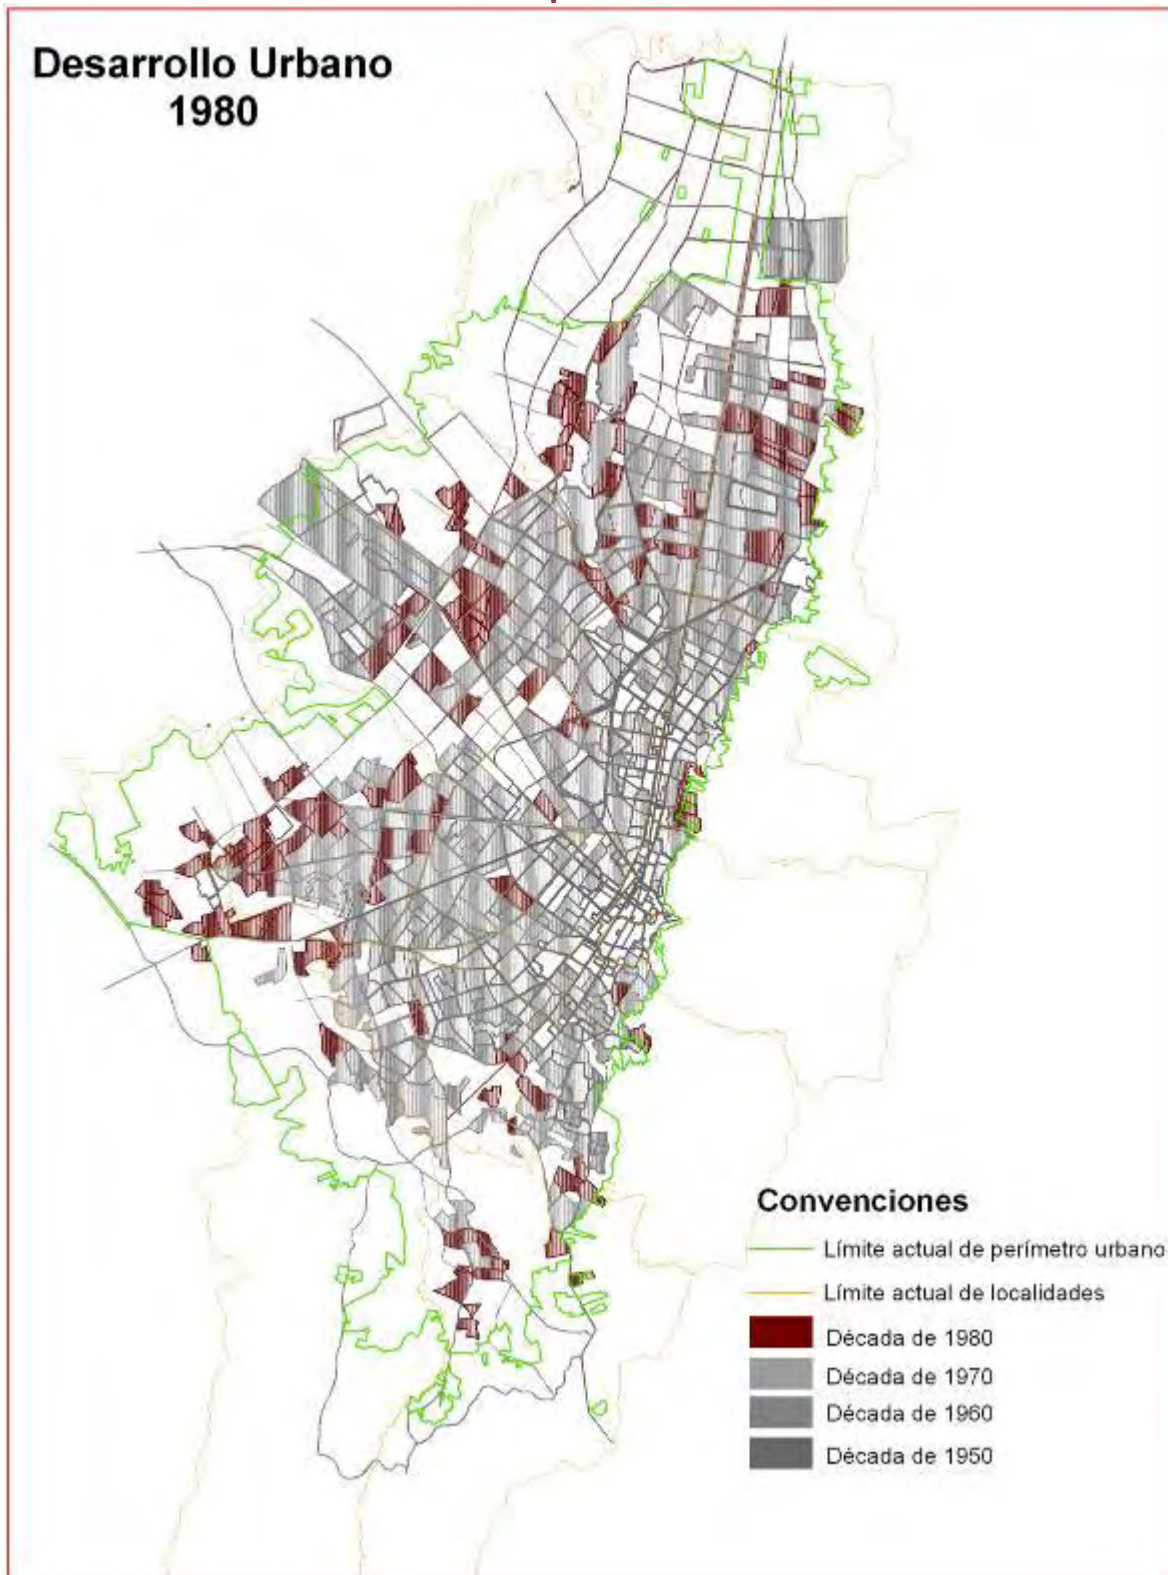 Desarrollo Urbano
1980
Convenciones
Límite actual de perímetro urbano
Límite actual de localidades
Década de 1980
Década de 1970
Década de 1960
Década de 1950